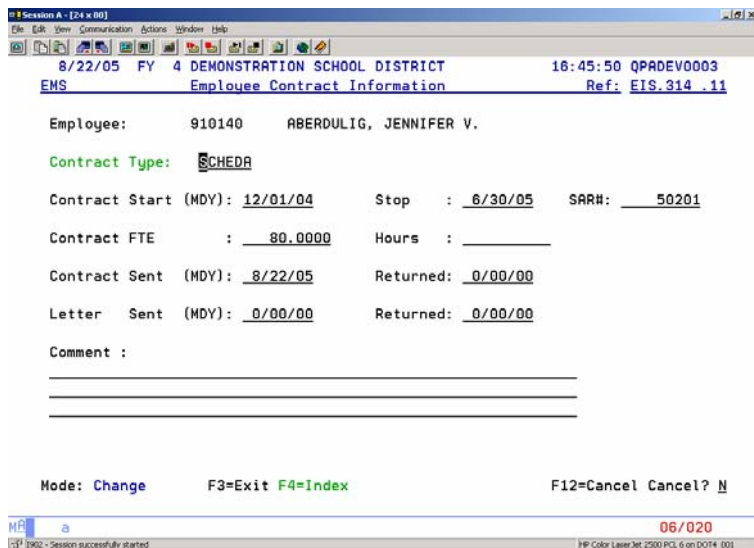 Session A - [24 x 80]
File Edit View Communication Actions Window Help
8/22/05 FY 4 DEMONSTRATION SCHOOL DISTRICT 16:45:50 QPADEV0003
EMS Employee Contract Information Ref: EIS.314 .11
Employee: 910140 ABERDULIG, JENNIFER V.
Contract Type: SCHEDA
Contract Start (MDY): 12/01/04 Stop : 6/30/05 SAR#: 50201
Contract FTE : 80.0000 Hours :
Contract Sent (MDY): 8/22/05 Returned: 0/00/00
Letter Sent (MDY): 0/00/00 Returned: 0/00/00
Comment :
Mode: Change F3=Exit F4=Index F12=Cancel Cancel? N
MA a 06/020
I902 - Session successfully started HP Color LaserJet 2500 PCL 6 on DOT4_001